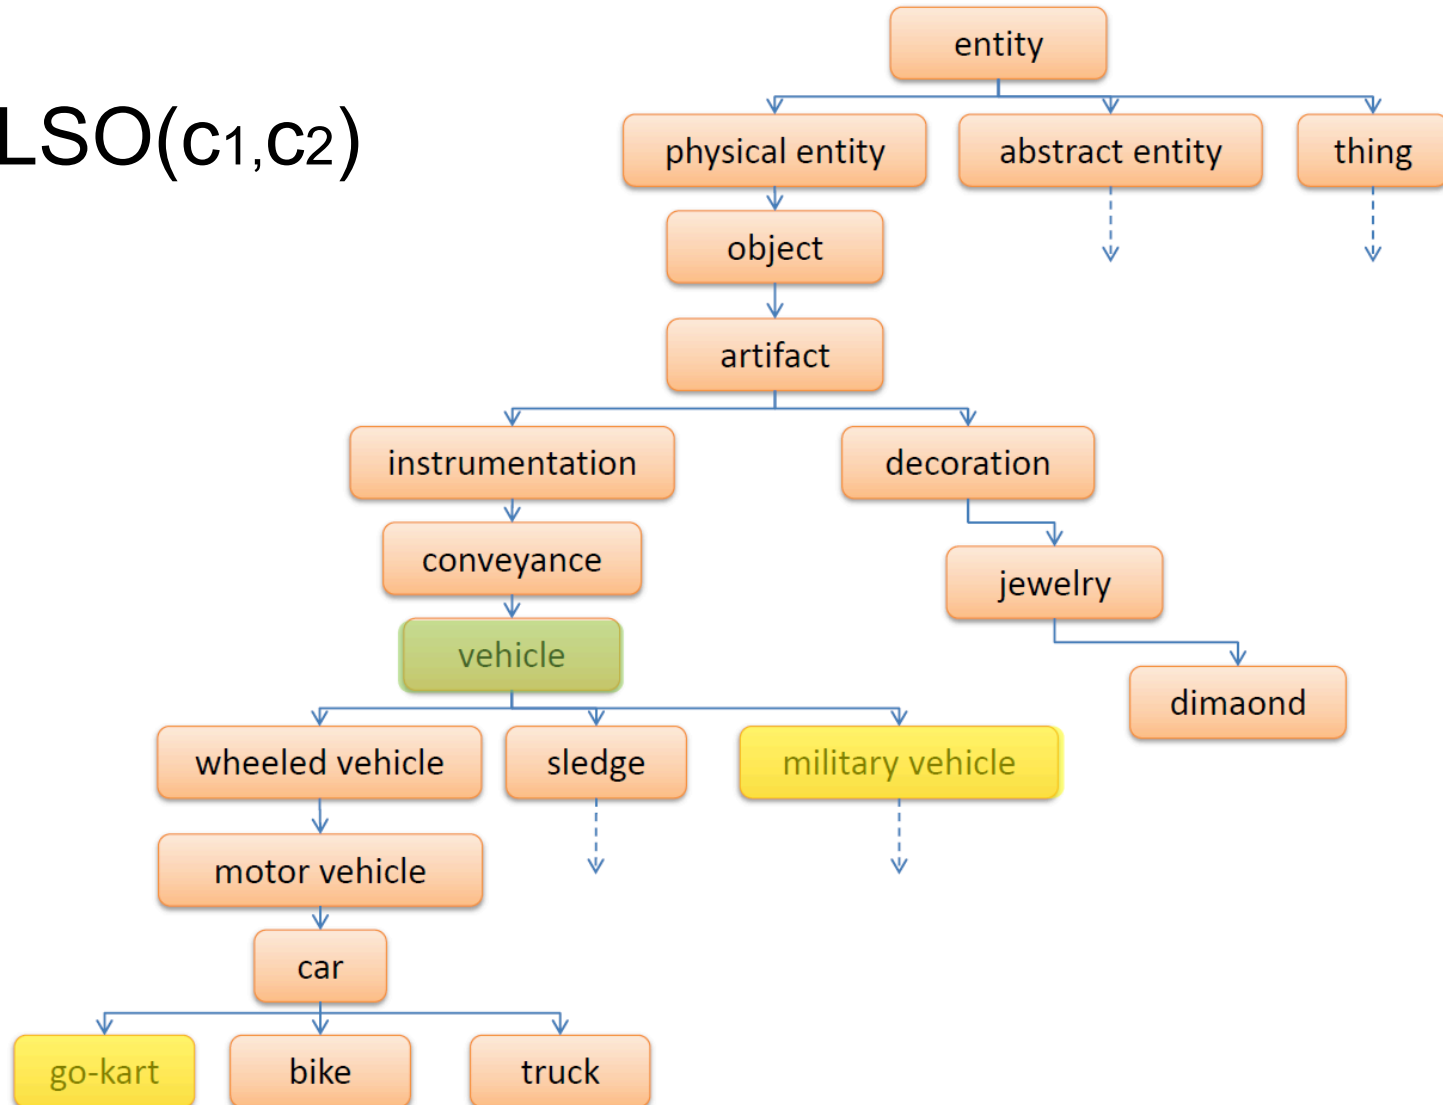 entity
LSO(c1,c2)
physical entity
abstract entity
thing
object
artifact
instrumentation
decoration
conveyance
jewelry
vehicle
dimaond
wheeled vehicle
sledge
military vehicle
motor vehicle
car
go-kart
bike
truck